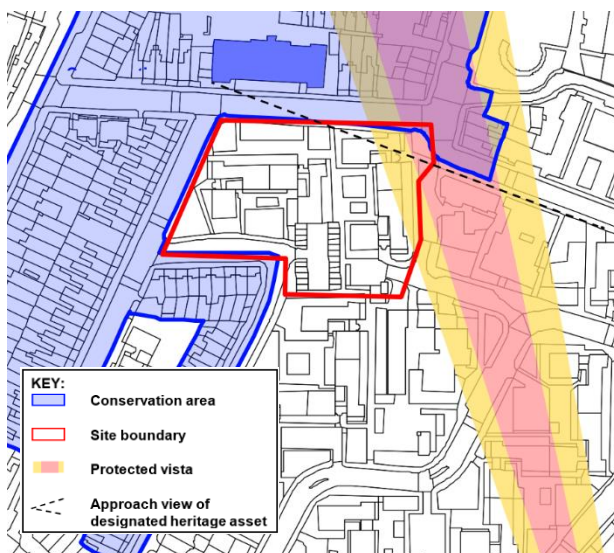 KEY:
Conservation area
Site boundary
Protected vista
Approach view of
designated heritage asset